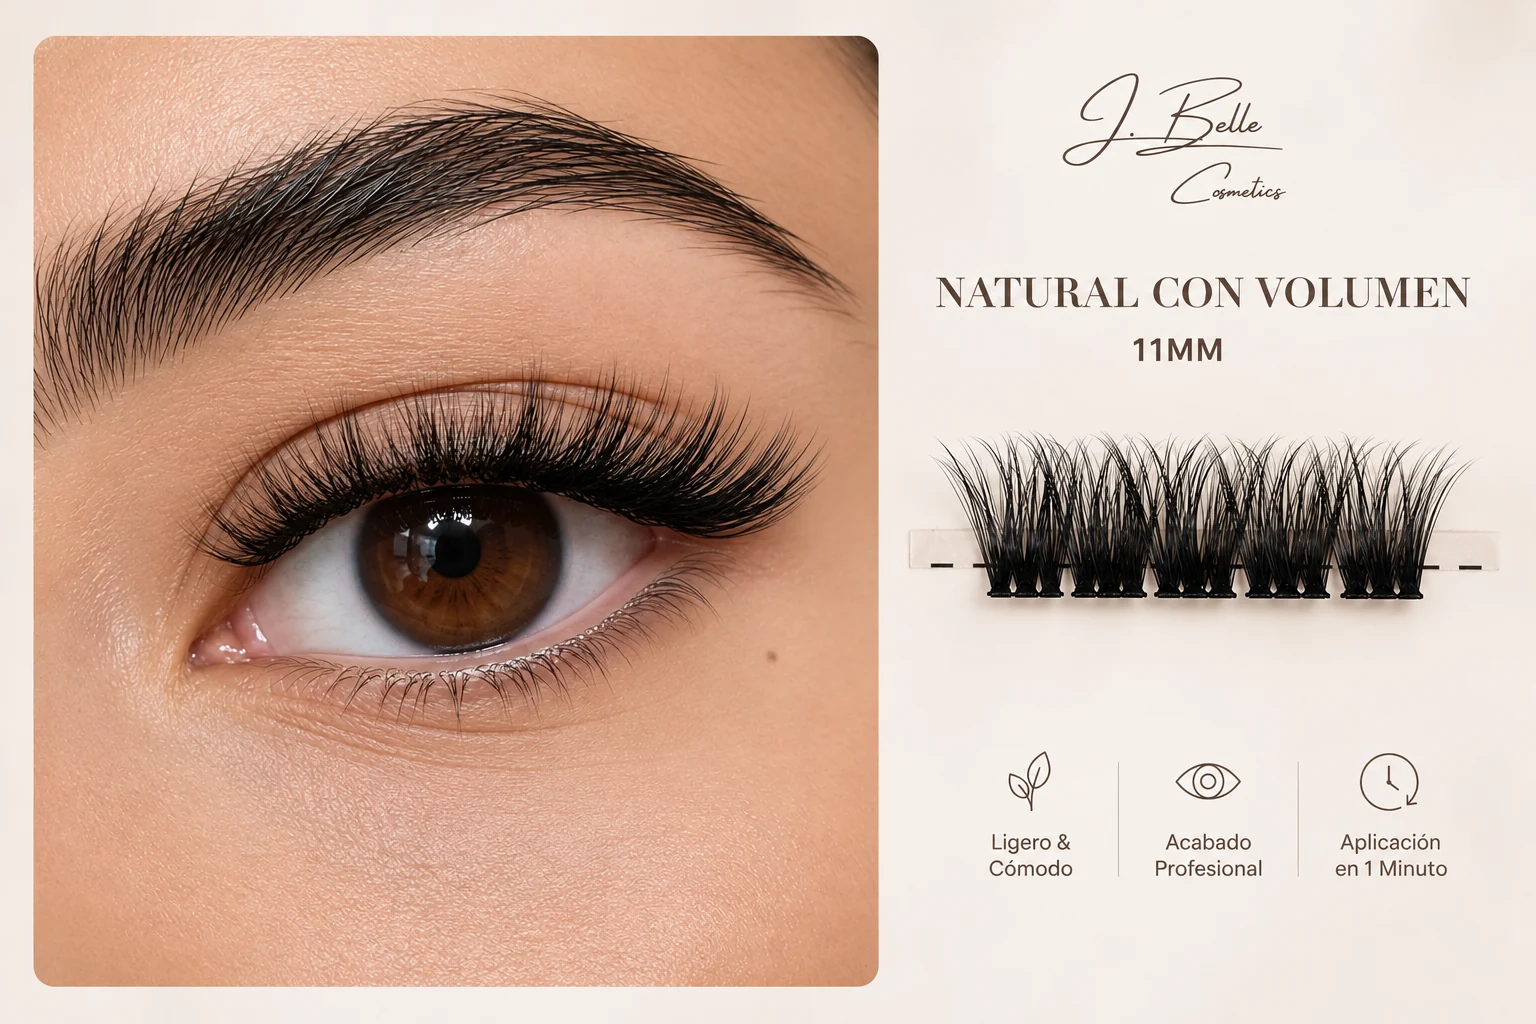 J. Belle
Cosmetics
NATURAL CON VOLUMEN
11MM
Ligero &
Cómodo
Acabado
Profesional
Aplicación
en 1 Minuto